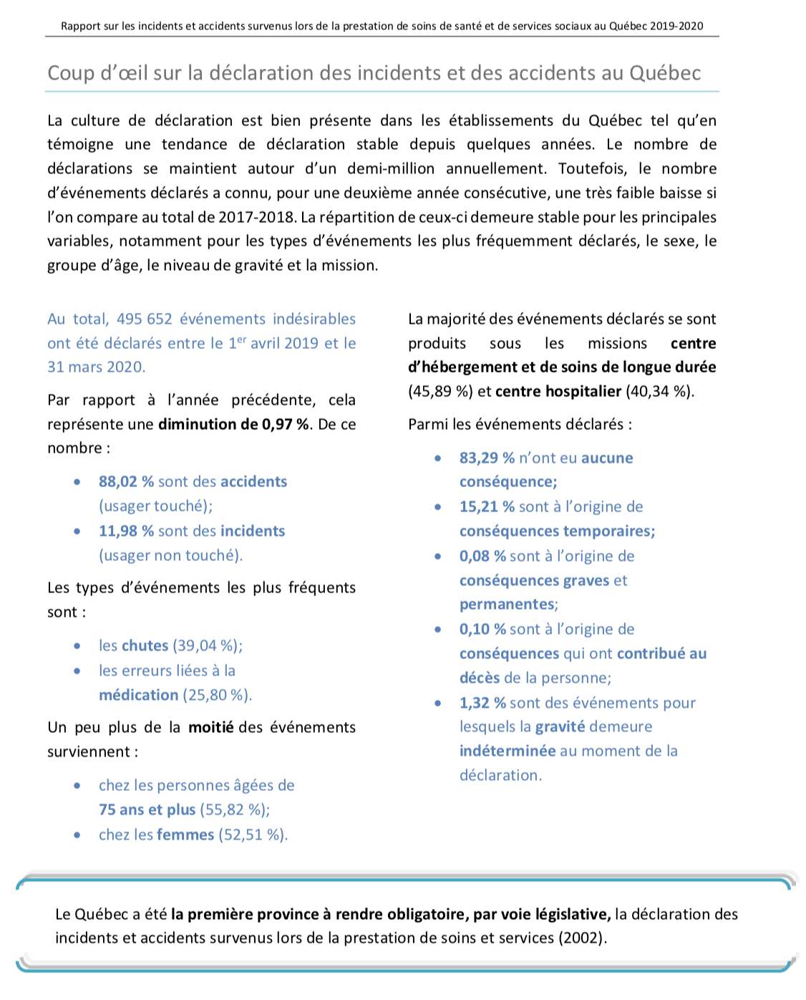 Rapport sur les incidents et accidents survenus lors de la prestation de soins de santé et de services sociaux au Québec 2019-2020
Coup d’œil sur la déclaration des incidents et des accidents au Québec
La culture de déclaration est bien présente dans les établissements du Québec tel qu’en
témoigne une tendance de déclaration stable depuis quelques années. Le nombre de
déclarations se maintient autour d’un demi-million annuellement. Toutefois, le nombre
d’événements déclarés a connu, pour une deuxième année consécutive, une très faible baisse si
l’on compare au total de 2017-2018. La répartition de ceux-ci demeure stable pour les principales
variables, notamment pour les types d’événements les plus fréquemment déclarés, le sexe, le
groupe d’âge, le niveau de gravité et la mission.
Au total, 495 652 événements indésirables
ont été déclarés entre le 1er avril 2019 et le
31 mars 2020.
Par rapport à l’année précédente, cela
représente une diminution de 0,97 %. De ce
nombre :
• 88,02 % sont des accidents
(usager touché);
• 11,98 % sont des incidents
(usager non touché).
Les types d’événements les plus fréquents
sont :
• les chutes (39,04 %);
• les erreurs liées à la
médication (25,80 %).
Un peu plus de la moitié des événements
surviennent :
• chez les personnes âgées de
75 ans et plus (55,82 %);
• chez les femmes (52,51 %).
La majorité des événements déclarés se sont
produits sous les missions centre
d’hébergement et de soins de longue durée
(45,89 %) et centre hospitalier (40,34 %).
Parmi les événements déclarés :
• 83,29 % n’ont eu aucune
conséquence;
• 15,21 % sont à l’origine de
conséquences temporaires;
• 0,08 % sont à l’origine de
conséquences graves et
permanentes;
• 0,10 % sont à l’origine de
conséquences qui ont contribué au
décès de la personne;
• 1,32 % sont des événements pour
lesquels la gravité demeure
indéterminée au moment de la
déclaration.
Le Québec a été la première province à rendre obligatoire, par voie législative, la déclaration des
incidents et accidents survenus lors de la prestation de soins et services (2002).